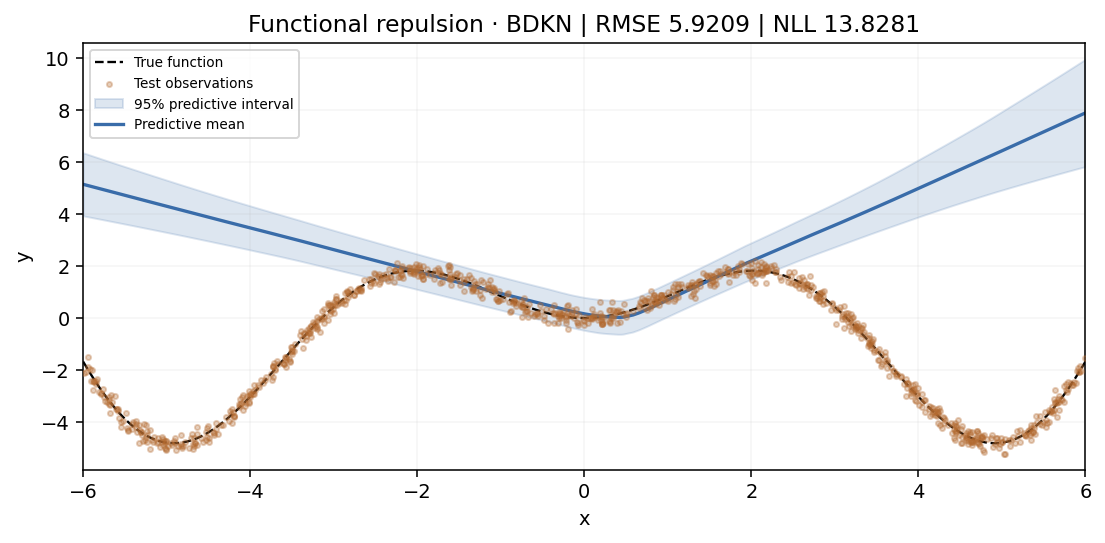 Functional repulsion · BDKN | RMSE 5.9209 | NLL 13.8281
True function
Test observations
95% predictive interval
Predictive mean
10
8
6
4
2
0
−2
−4
y
−6
−4
−2
0
2
4
6
x